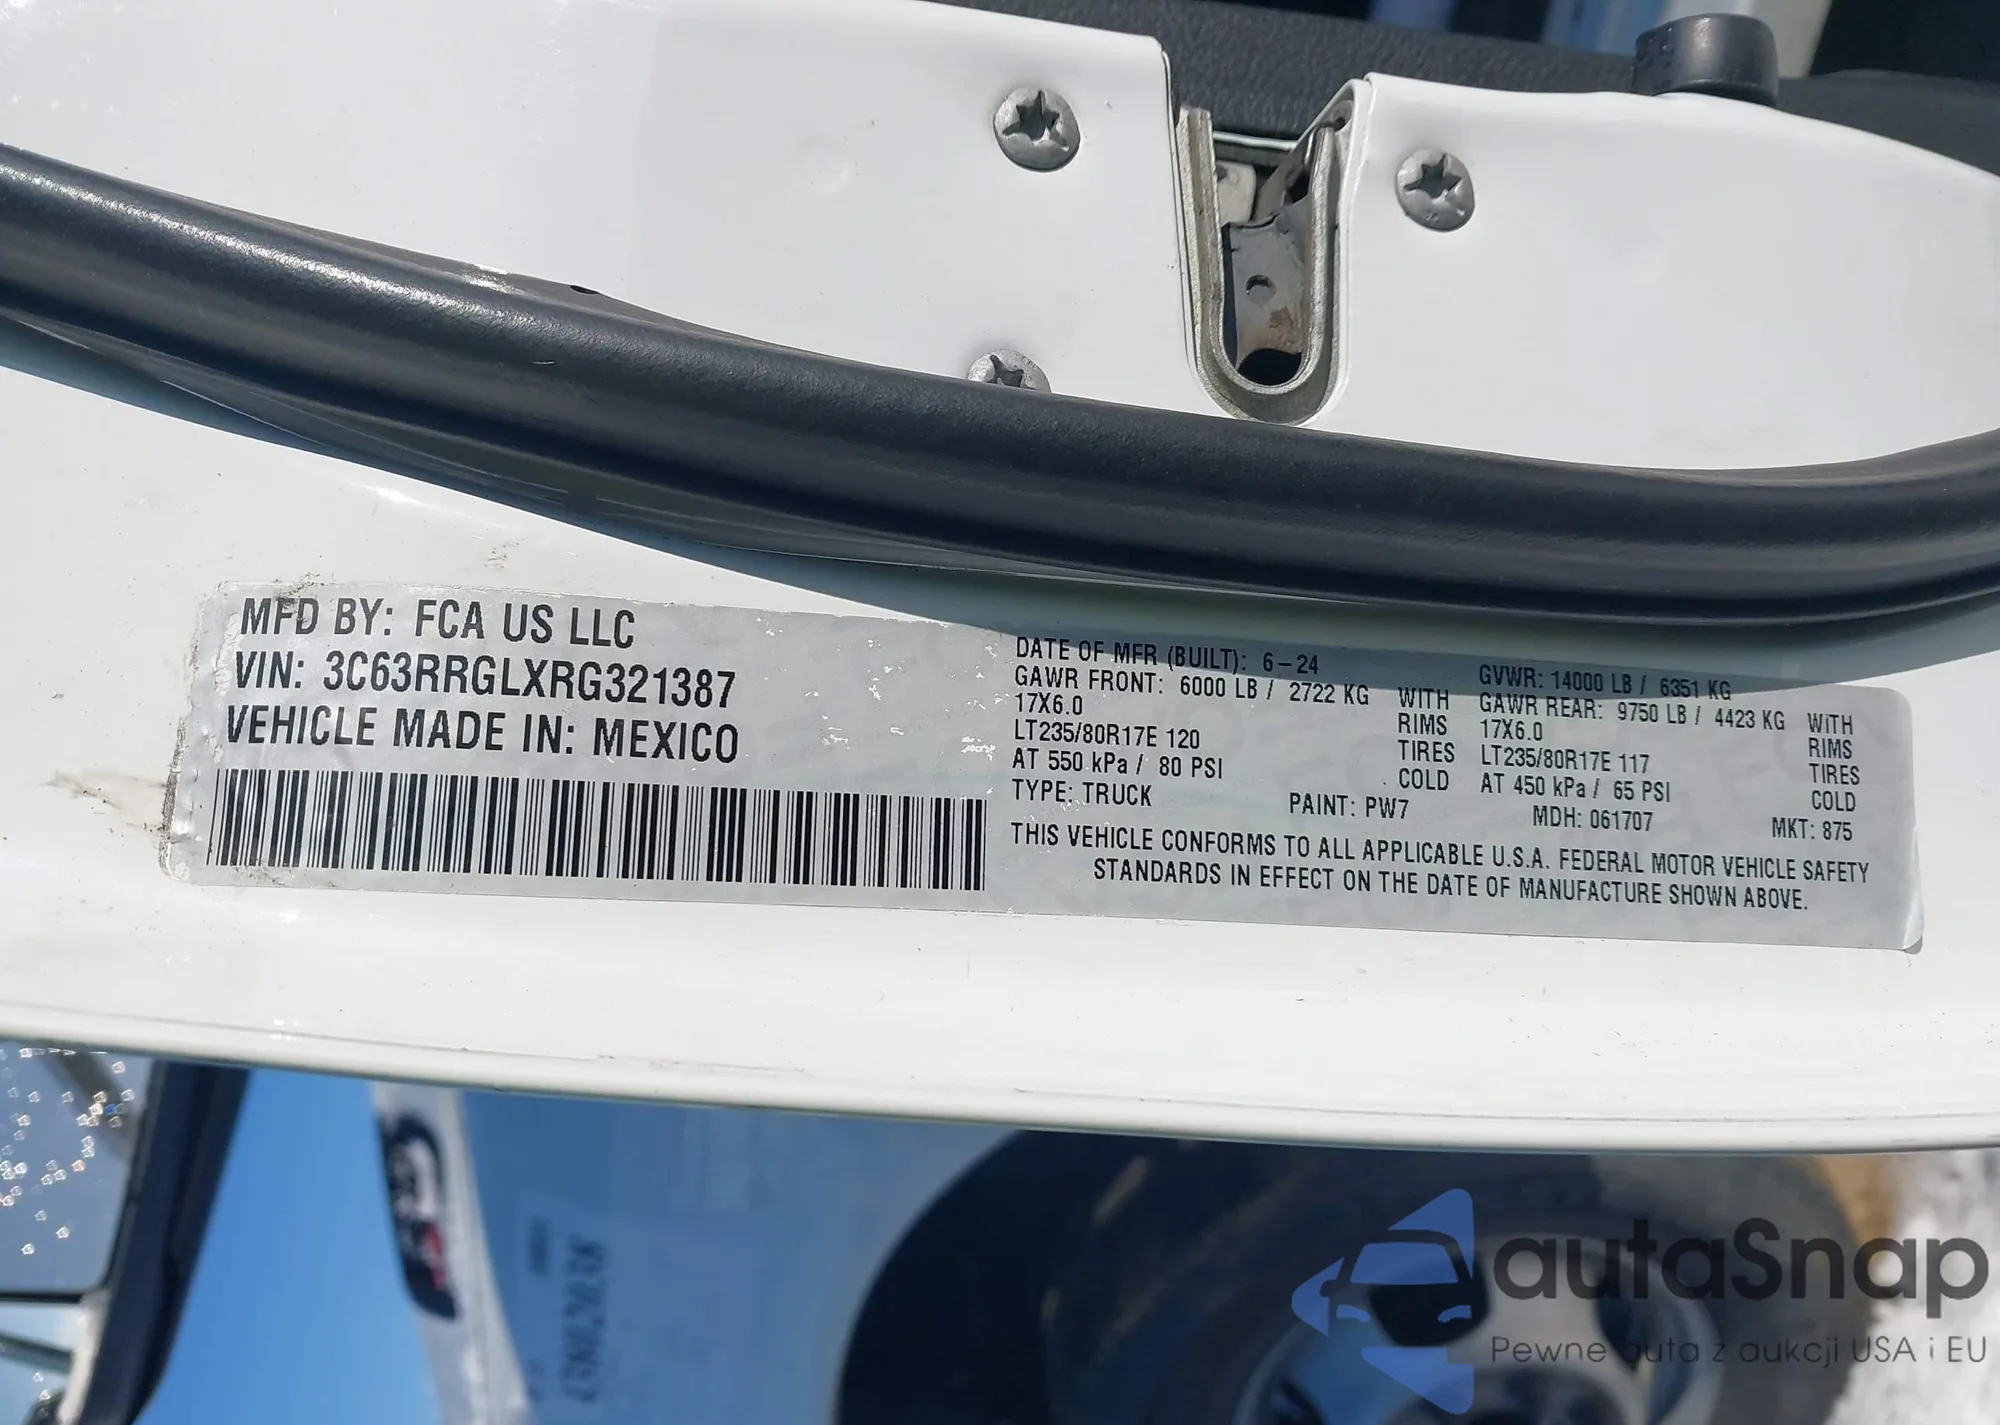 MFD BY: FCA US LLC
VIN: 3C63RRGLXRG321387
VEHICLE MADE IN: MEXICO
DATE OF MFR (BUILT): 6-24
GVWR: 14000 LB / 6351 KG
GAWR FRONT: 6000 LB / 2722 KG WITH
17X6.0 RIMS
LT235/80R17E 120 TIRES
AT 550 kPa / 80 PSI COLD
GAWR REAR: 9750 LB / 4423 KG WITH
17X6.0 RIMS
LT235/80R17E 117 TIRES
AT 450 kPa / 65 PSI COLD
TYPE: TRUCK PAINT: PW7 MDH: 061707 MKT: 875
THIS VEHICLE CONFORMS TO ALL APPLICABLE U.S.A. FEDERAL MOTOR VEHICLE SAFETY
STANDARDS IN EFFECT ON THE DATE OF MANUFACTURE SHOWN ABOVE.
autaSnap
Pewne auta z aukcji USA i EU